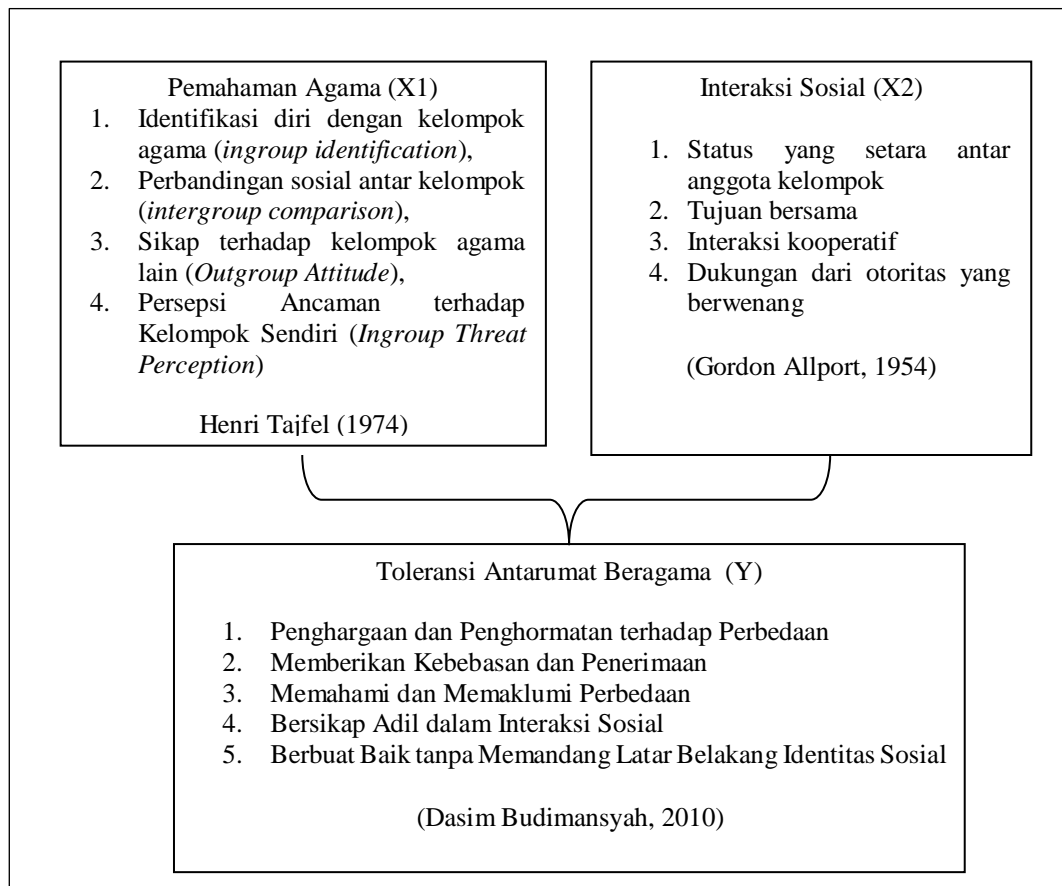 Pemahaman Agama (X1)
1. Identifikasi diri dengan kelompok
agama (ingroup identification),
2. Perbandingan sosial antar kelompok
(intergroup comparison),
3. Sikap terhadap kelompok agama
lain (Outgroup Attitude),
4. Persepsi Ancaman terhadap
Kelompok Sendiri (Ingroup Threat
Perception)
Henri Tajfel (1974)
Interaksi Sosial (X2)
1. Status yang setara antar
anggota kelompok
2. Tujuan bersama
3. Interaksi kooperatif
4. Dukungan dari otoritas yang
berwenang
(Gordon Allport, 1954)
Toleransi Antarumat Beragama (Y)
1. Penghargaan dan Penghormatan terhadap Perbedaan
2. Memberikan Kebebasan dan Penerimaan
3. Memahami dan Memaklumi Perbedaan
4. Bersikap Adil dalam Interaksi Sosial
5. Berbuat Baik tanpa Memandang Latar Belakang Identitas Sosial
(Dasim Budimansyah, 2010)